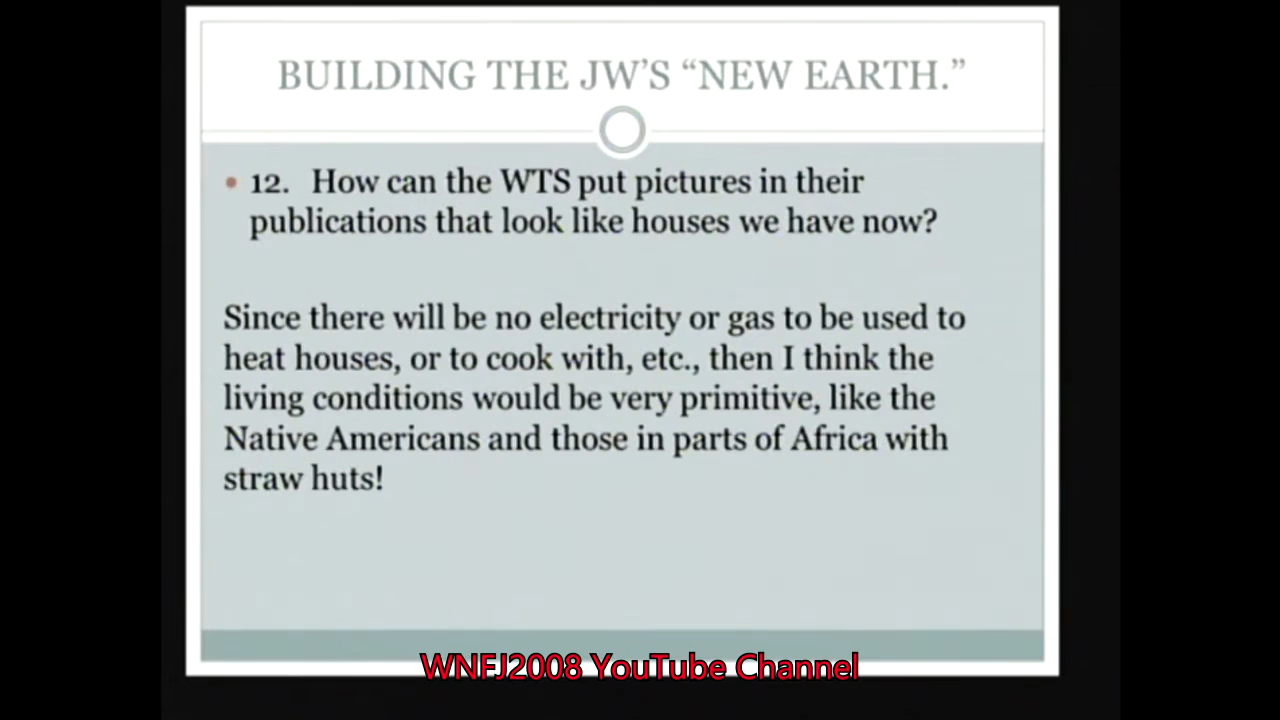 BUILDING THE JW'S “NEW EARTH.”
• 12. How can the WTS put pictures in their
publications that look like houses we have now?
Since there will be no electricity or gas to be used to
heat houses, or to cook with, etc., then I think the
living conditions would be very primitive, like the
Native Americans and those in parts of Africa with
straw huts!
WNFJ2008 YouTube Channel